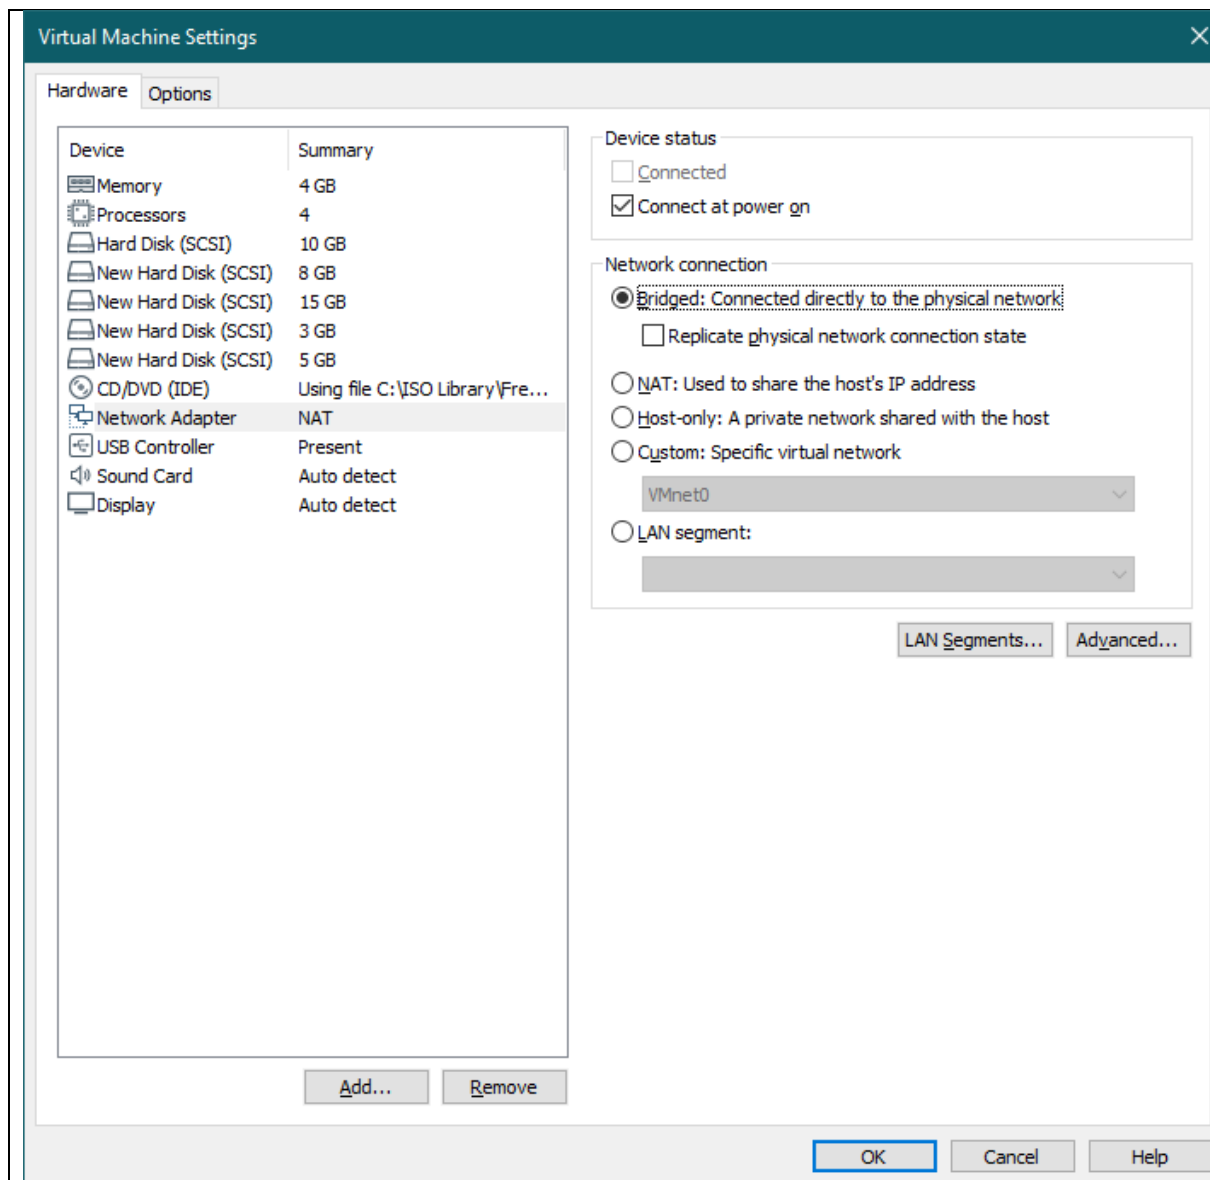 Virtual Machine Settings
Hardware
Options
Device Summary
Memory 4 GB
Processors 4
Hard Disk (SCSI) 10 GB
New Hard Disk (SCSI) 8 GB
New Hard Disk (SCSI) 15 GB
New Hard Disk (SCSI) 3 GB
New Hard Disk (SCSI) 5 GB
CD/DVD (IDE) Using file C:\ISO Library\Fre...
Network Adapter NAT
USB Controller Present
Sound Card Auto detect
Display Auto detect
Add...
Remove
Device status
Connected
Connect at power on
Network connection
Bridged: Connected directly to the physical network
Replicate physical network connection state
NAT: Used to share the host's IP address
Host-only: A private network shared with the host
Custom: Specific virtual network
VMnet0
LAN segment:
LAN Segments...
Advanced...
OK
Cancel
Help